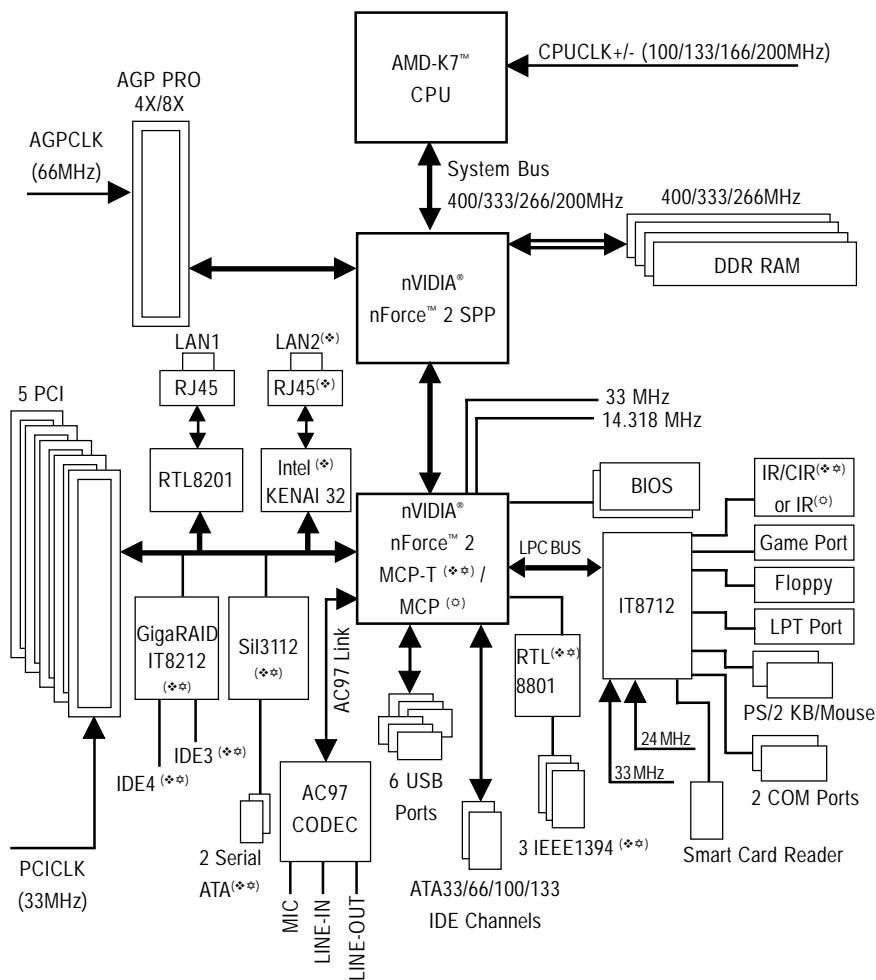 AMD-K7™
CPU
CPUCLK+/- (100/133/166/200MHz)
AGP PRO
4X/8X
AGPCLK
(66MHz)
System Bus
400/333/266/200MHz
400/333/266MHz
DDR RAM
nVIDIA®
nForce™ 2 SPP
LAN1
LAN2(❖)
RJ45
RJ45(❖)
5 PCI
33 MHz
14.318 MHz
RTL8201
Intel (❖)
KENAI 32
BIOS
IR/CIR(❖✡)
or IR(✡)
nVIDIA®
nForce™ 2
MCP-T (❖✡) /
MCP (✡)
LPC BUS
Game Port
Floppy
IT8712
LPT Port
GigaRAID
IT8212
(❖✡)
Sil3112
(❖✡)
AC97 Link
RTL(❖✡)
8801
PS/2 KB/Mouse
24 MHz
33 MHz
IDE3 (❖✡)
IDE4 (❖✡)
6 USB
Ports
2 COM Ports
AC97
CODEC
2 Serial
ATA(❖✡)
3 IEEE1394 (❖✡)
Smart Card Reader
PCICLK
(33MHz)
ATA33/66/100/133
IDE Channels
MIC
LINE-IN
LINE-OUT